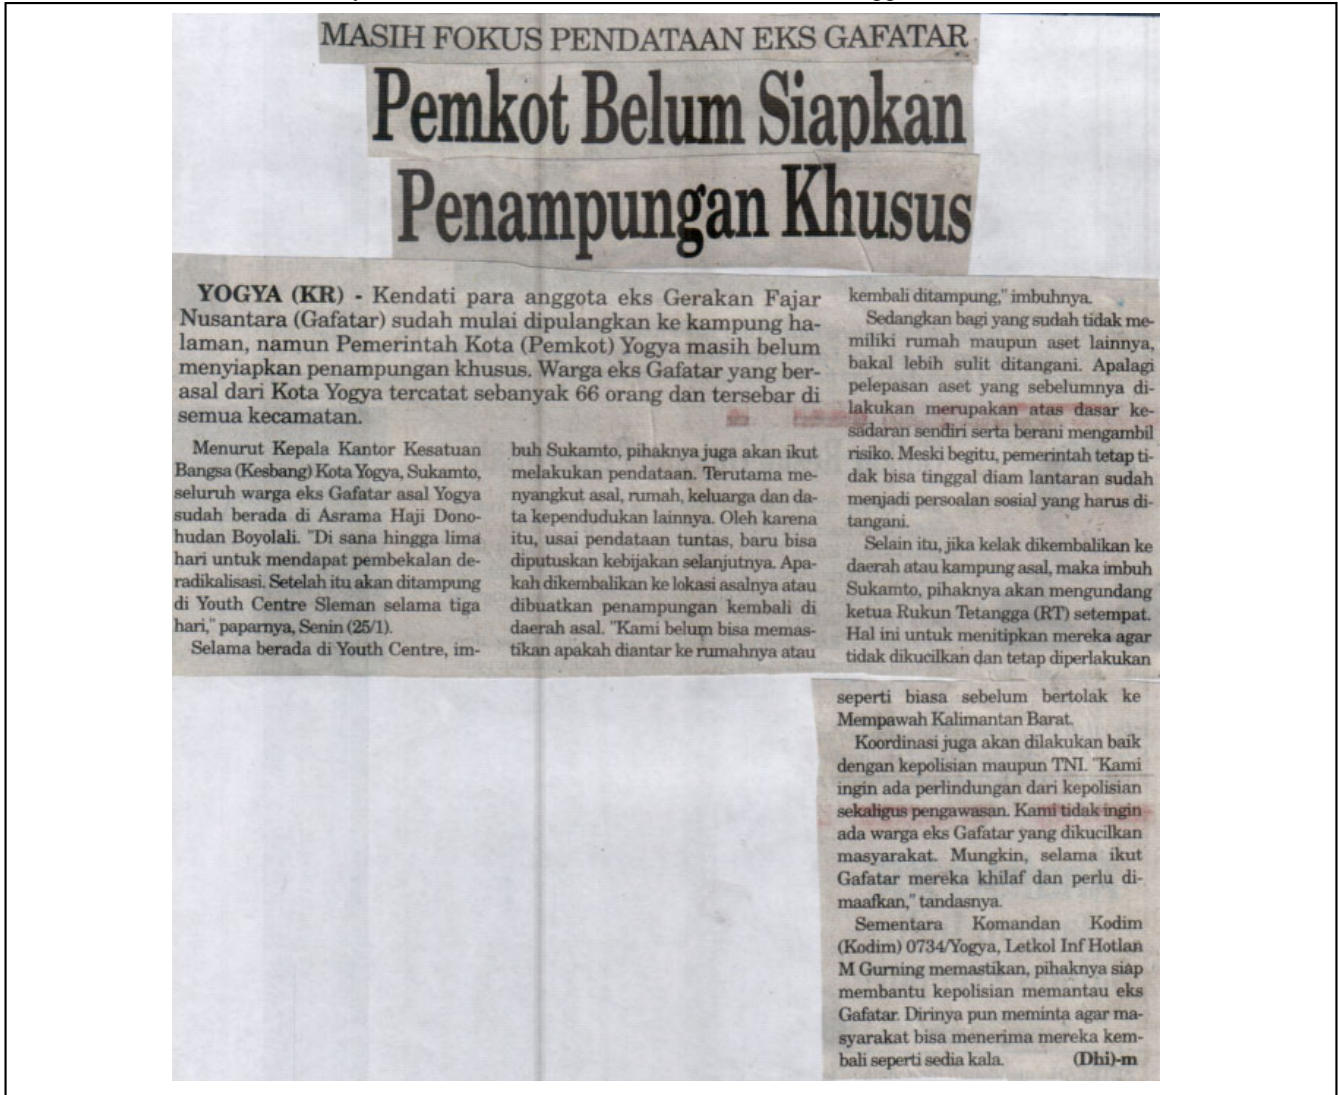 MASIH FOKUS PENDATAAN EKS GAFATAR
Pemkot Belum Siapkan
Penampungan Khusus
YOGYA (KR) - Kendati para anggota eks Gerakan Fajar
Nusantara (Gafatar) sudah mulai dipulangkan ke kampung ha-
laman, namun Pemerintah Kota (Pemkot) Yogya masih belum
menyiapkan penampungan khusus. Warga eks Gafatar yang ber-
asal dari Kota Yogya tercatat sebanyak 66 orang dan tersebar di
semua kecamatan.
Menurut Kepala Kantor Kesatuan
Bangsa (Kesbang) Kota Yogya, Sukamto,
seluruh warga eks Gafatar asal Yogya
sudah berada di Asrama Haji Dono-
hudan Boyolali. "Di sana hingga lima
hari untuk mendapat pembekalan de-
radikalisasi. Setelah itu akan ditampung
di Youth Centre Sleman selama tiga
hari," paparnya, Senin (25/1).
Selama berada di Youth Centre, im-
buh Sukamto, pihaknya juga akan ikut
melakukan pendataan. Terutama me-
nyangkut asal, rumah, keluarga dan da-
ta kependudukan lainnya. Oleh karena
itu, usai pendataan tuntas, baru bisa
diputuskan kebijakan selanjutnya. Apa-
kah dikembalikan ke lokasi asalnya atau
dibuatkan penampungan kembali di
daerah asal. "Kami belum bisa memas-
tikan apakah diantar ke rumahnya atau
kembali ditampung," imbuhnya.
Sedangkan bagi yang sudah tidak me-
miliki rumah maupun aset lainnya,
bakal lebih sulit ditangani. Apalagi
pelepasan aset yang sebelumnya di-
lakukan merupakan atas dasar ke-
sadaran sendiri serta berani mengambil
risiko. Meski begitu, pemerintah tetap ti-
dak bisa tinggal diam lantaran sudah
menjadi persoalan sosial yang harus di-
tangani.
Selain itu, jika kelak dikembalikan ke
daerah atau kampung asal, maka imbuh
Sukamto, pihaknya akan mengundang
ketua Rukun Tetangga (RT) setempat.
Hal ini untuk menitipkan mereka agar
tidak dikucilkan dan tetap diperlakukan
seperti biasa sebelum bertolak ke
Mempawah Kalimantan Barat.
Koordinasi juga akan dilakukan baik
dengan kepolisian maupun TNI. "Kami
ingin ada perlindungan dari kepolisian
sekaligus pengawasan. Kami tidak ingin
ada warga eks Gafatar yang dikucilkan
masyarakat. Mungkin, selama ikut
Gafatar mereka khilaf dan perlu di-
maafkan," tandasnya.
Sementara Komandan Kodim
(Kodim) 0734/Yogya, Letkol Inf Hotlan
M Gurning memastikan, pihaknya siap
membantu kepolisian memantau eks
Gafatar. Dirinya pun meminta agar ma-
syarakat bisa menerima mereka kem-
bali seperti sedia kala. (Dhi)-m